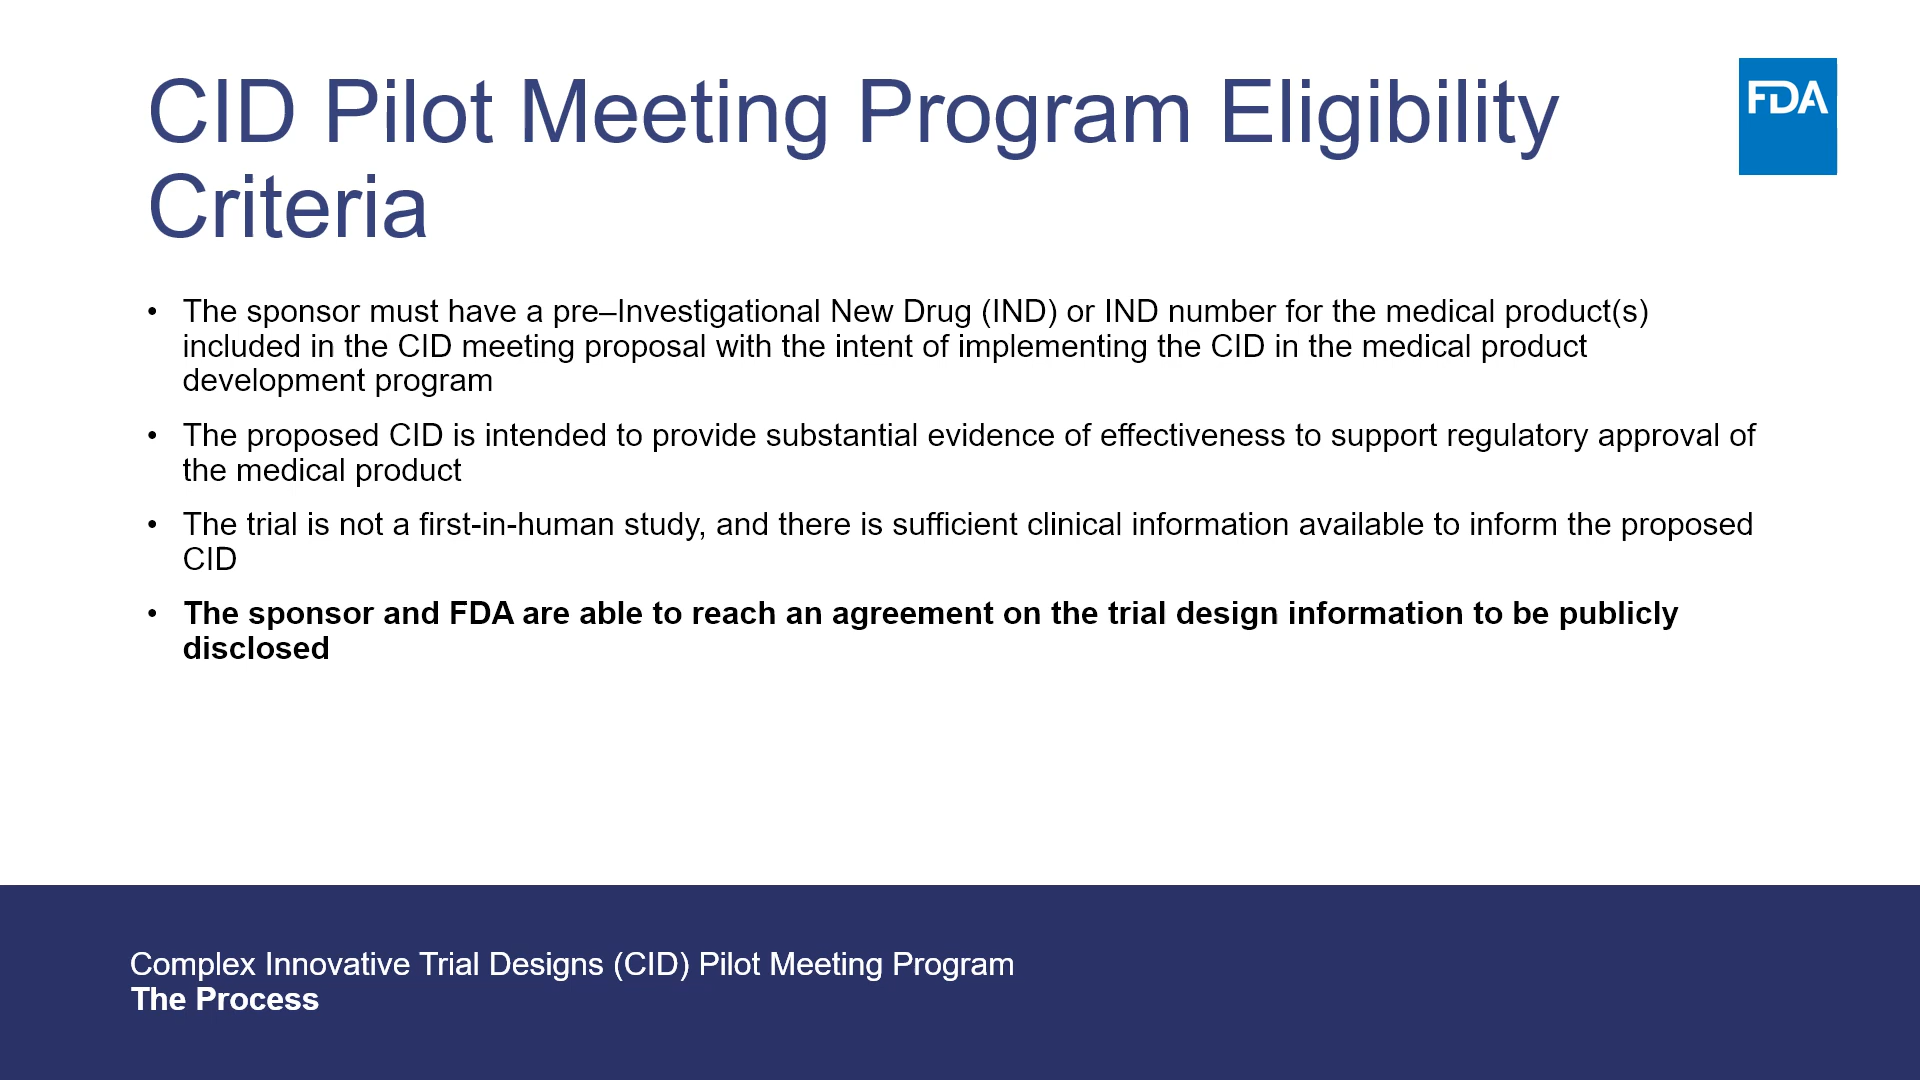 CID Pilot Meeting Program Eligibility
Criteria
FDA
• The sponsor must have a pre–Investigational New Drug (IND) or IND number for the medical product(s)
included in the CID meeting proposal with the intent of implementing the CID in the medical product
development program
• The proposed CID is intended to provide substantial evidence of effectiveness to support regulatory approval of
the medical product
• The trial is not a first-in-human study, and there is sufficient clinical information available to inform the proposed
CID
• The sponsor and FDA are able to reach an agreement on the trial design information to be publicly
disclosed
Complex Innovative Trial Designs (CID) Pilot Meeting Program
The Process